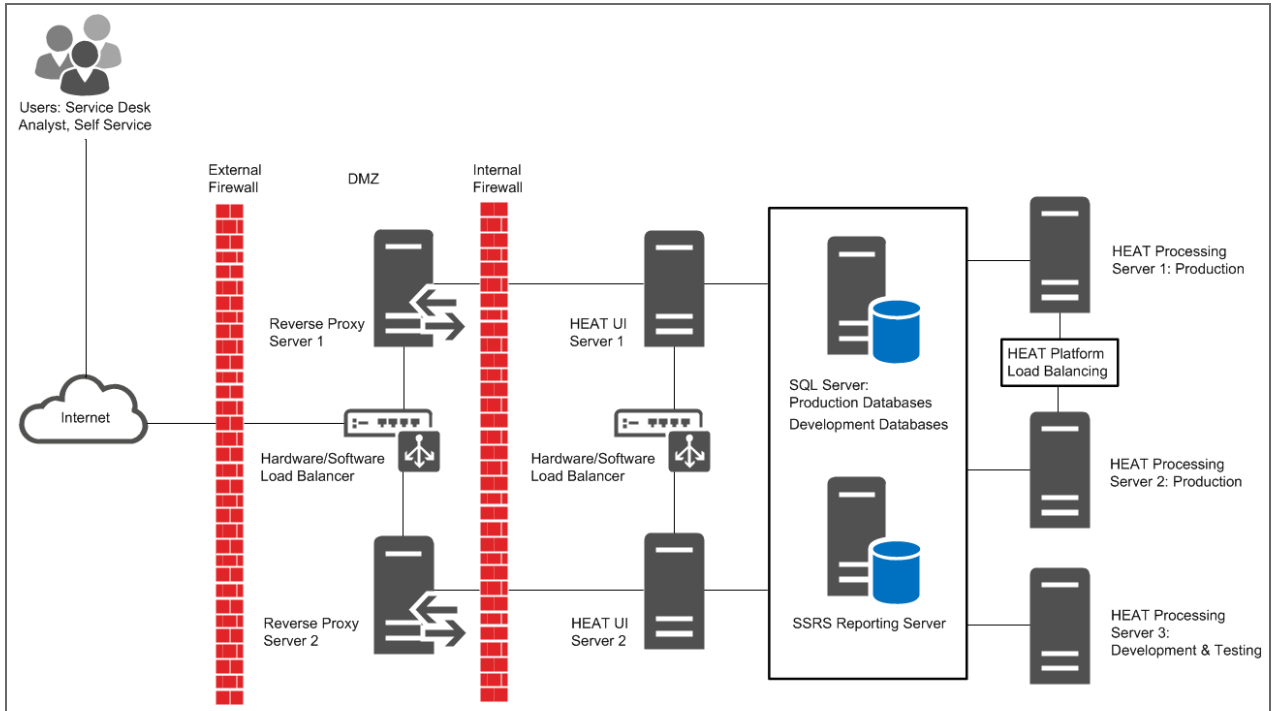 Users: Service Desk
Analyst, Self Service
External
Firewall
DMZ
Internal
Firewall
Reverse Proxy
Server 1
HEAT UI
Server 1
HEAT Processing
Server 1: Production
HEAT Platform
Load Balancing
SQL Server:
Production Databases
Development Databases
Internet
Hardware/Software
Load Balancer
Hardware/Software
Load Balancer
HEAT Processing
Server 2: Production
Reverse Proxy
Server 2
HEAT UI
Server 2
SSRS Reporting Server
HEAT Processing
Server 3:
Development & Testing